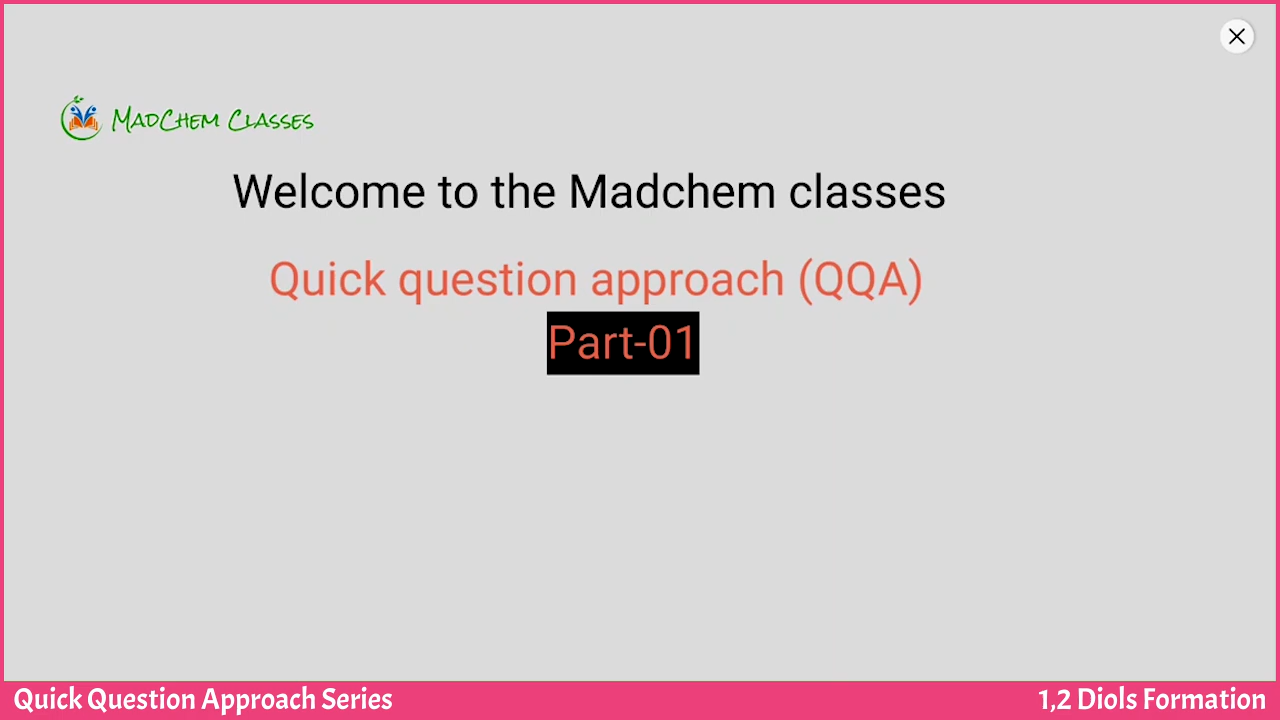 MadChem Classes
Welcome to the Madchem classes
Quick question approach (QQA)
Part-01
Quick Question Approach Series
1,2 Diols Formation